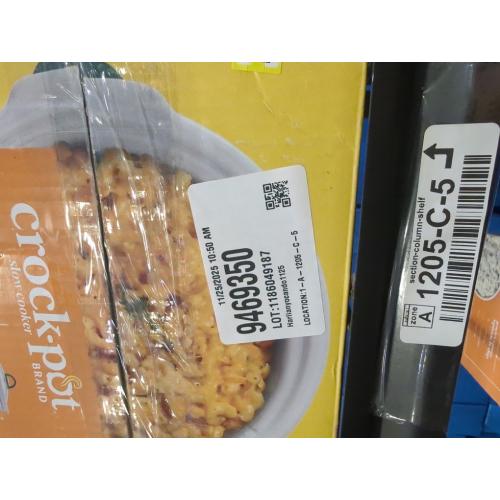 crock•pot
slow cooker
BRAND
11/25/2025 10:50 AM
9469350
LOT:1186049187
Harlianyocando1125
LOCATION:1-A-1205-C-5
zone
A
section-column-shelf
1205-C-5